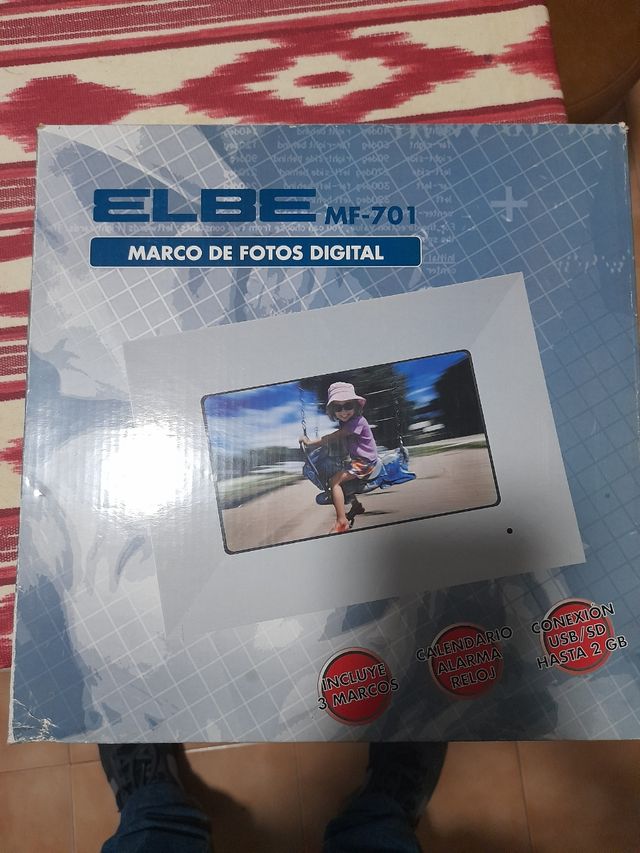 ELBE MF-701
MARCO DE FOTOS DIGITAL
INCLUYE
3 MARCOS
CALENDARIO
ALARMA
RELOJ
CONEXIÓN
USB/SD
HASTA 2 GB